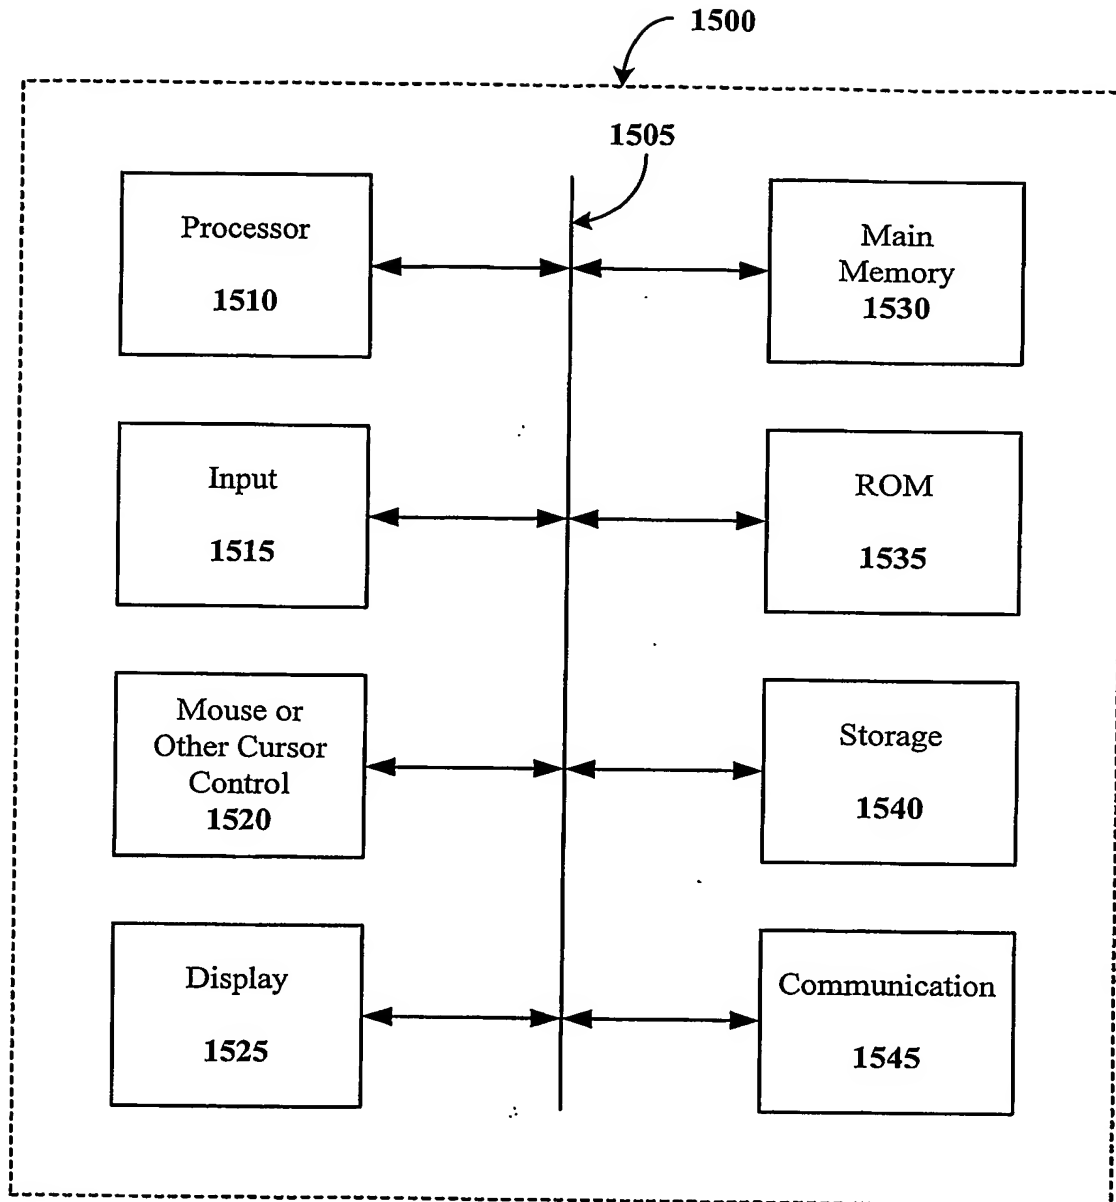 1500
1505
Processor
1510
Main
Memory
1530
Input
1515
ROM
1535
Mouse or
Other Cursor
Control
1520
Storage
1540
Display
1525
Communication
1545